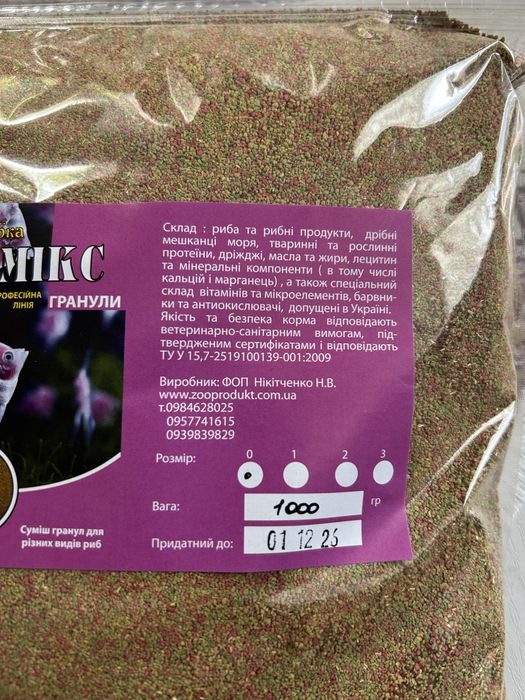 МІКС
ЛІНІЯ
ГРАНУЛИ
Суміш гранул для
різних видів риб
Склад : риба та рибні продукти, дрібні
мешканці моря, тваринні та рослинні
протеїни, дріжджі, масла та жири, лецитин
та мінеральні компоненти ( в тому числі
кальцій і марганець) , а також спеціальний
склад вітамінів та мікроелементів, барвни-
ки та антиокислювачі, допущені в Україні.
Якість та безпека корма відповідають
ветеринарно-санітарним вимогам, під-
твердженим сертифікатами і відповідають
ТУ У 15,7-2519100139-001:2009
Виробник: ФОП Нікітченко Н.В.
www.zooprodukt.com.ua
т.0984628025
0957741615
0939839829
Розмір: 0 1 2 3
Вага: 1000 гр
Придатний до: 01 12 26